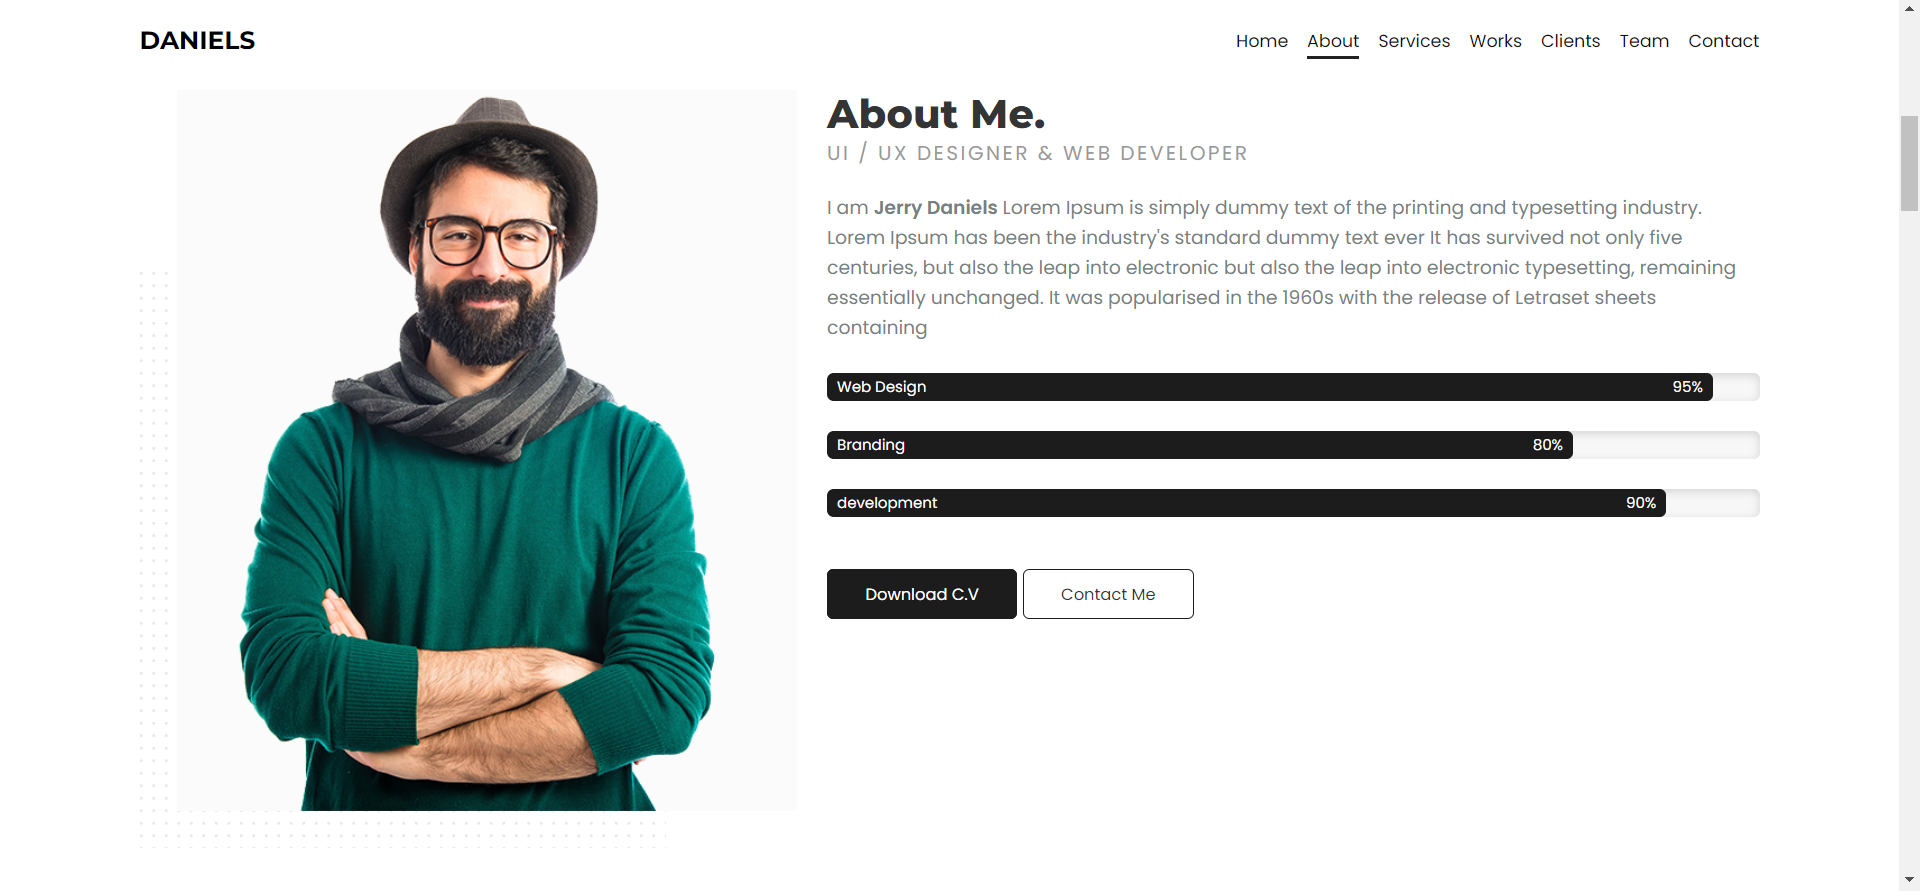 DANIELS
Home About Services Works Clients Team Contact
About Me.
UI / UX DESIGNER & WEB DEVELOPER
I am Jerry Daniels Lorem Ipsum is simply dummy text of the printing and typesetting industry.
Lorem Ipsum has been the industry's standard dummy text ever It has survived not only five
centuries, but also the leap into electronic but also the leap into electronic typesetting, remaining
essentially unchanged. It was popularised in the 1960s with the release of Letraset sheets
containing
Web Design 95%
Branding 80%
development 90%
Download C.V Contact Me